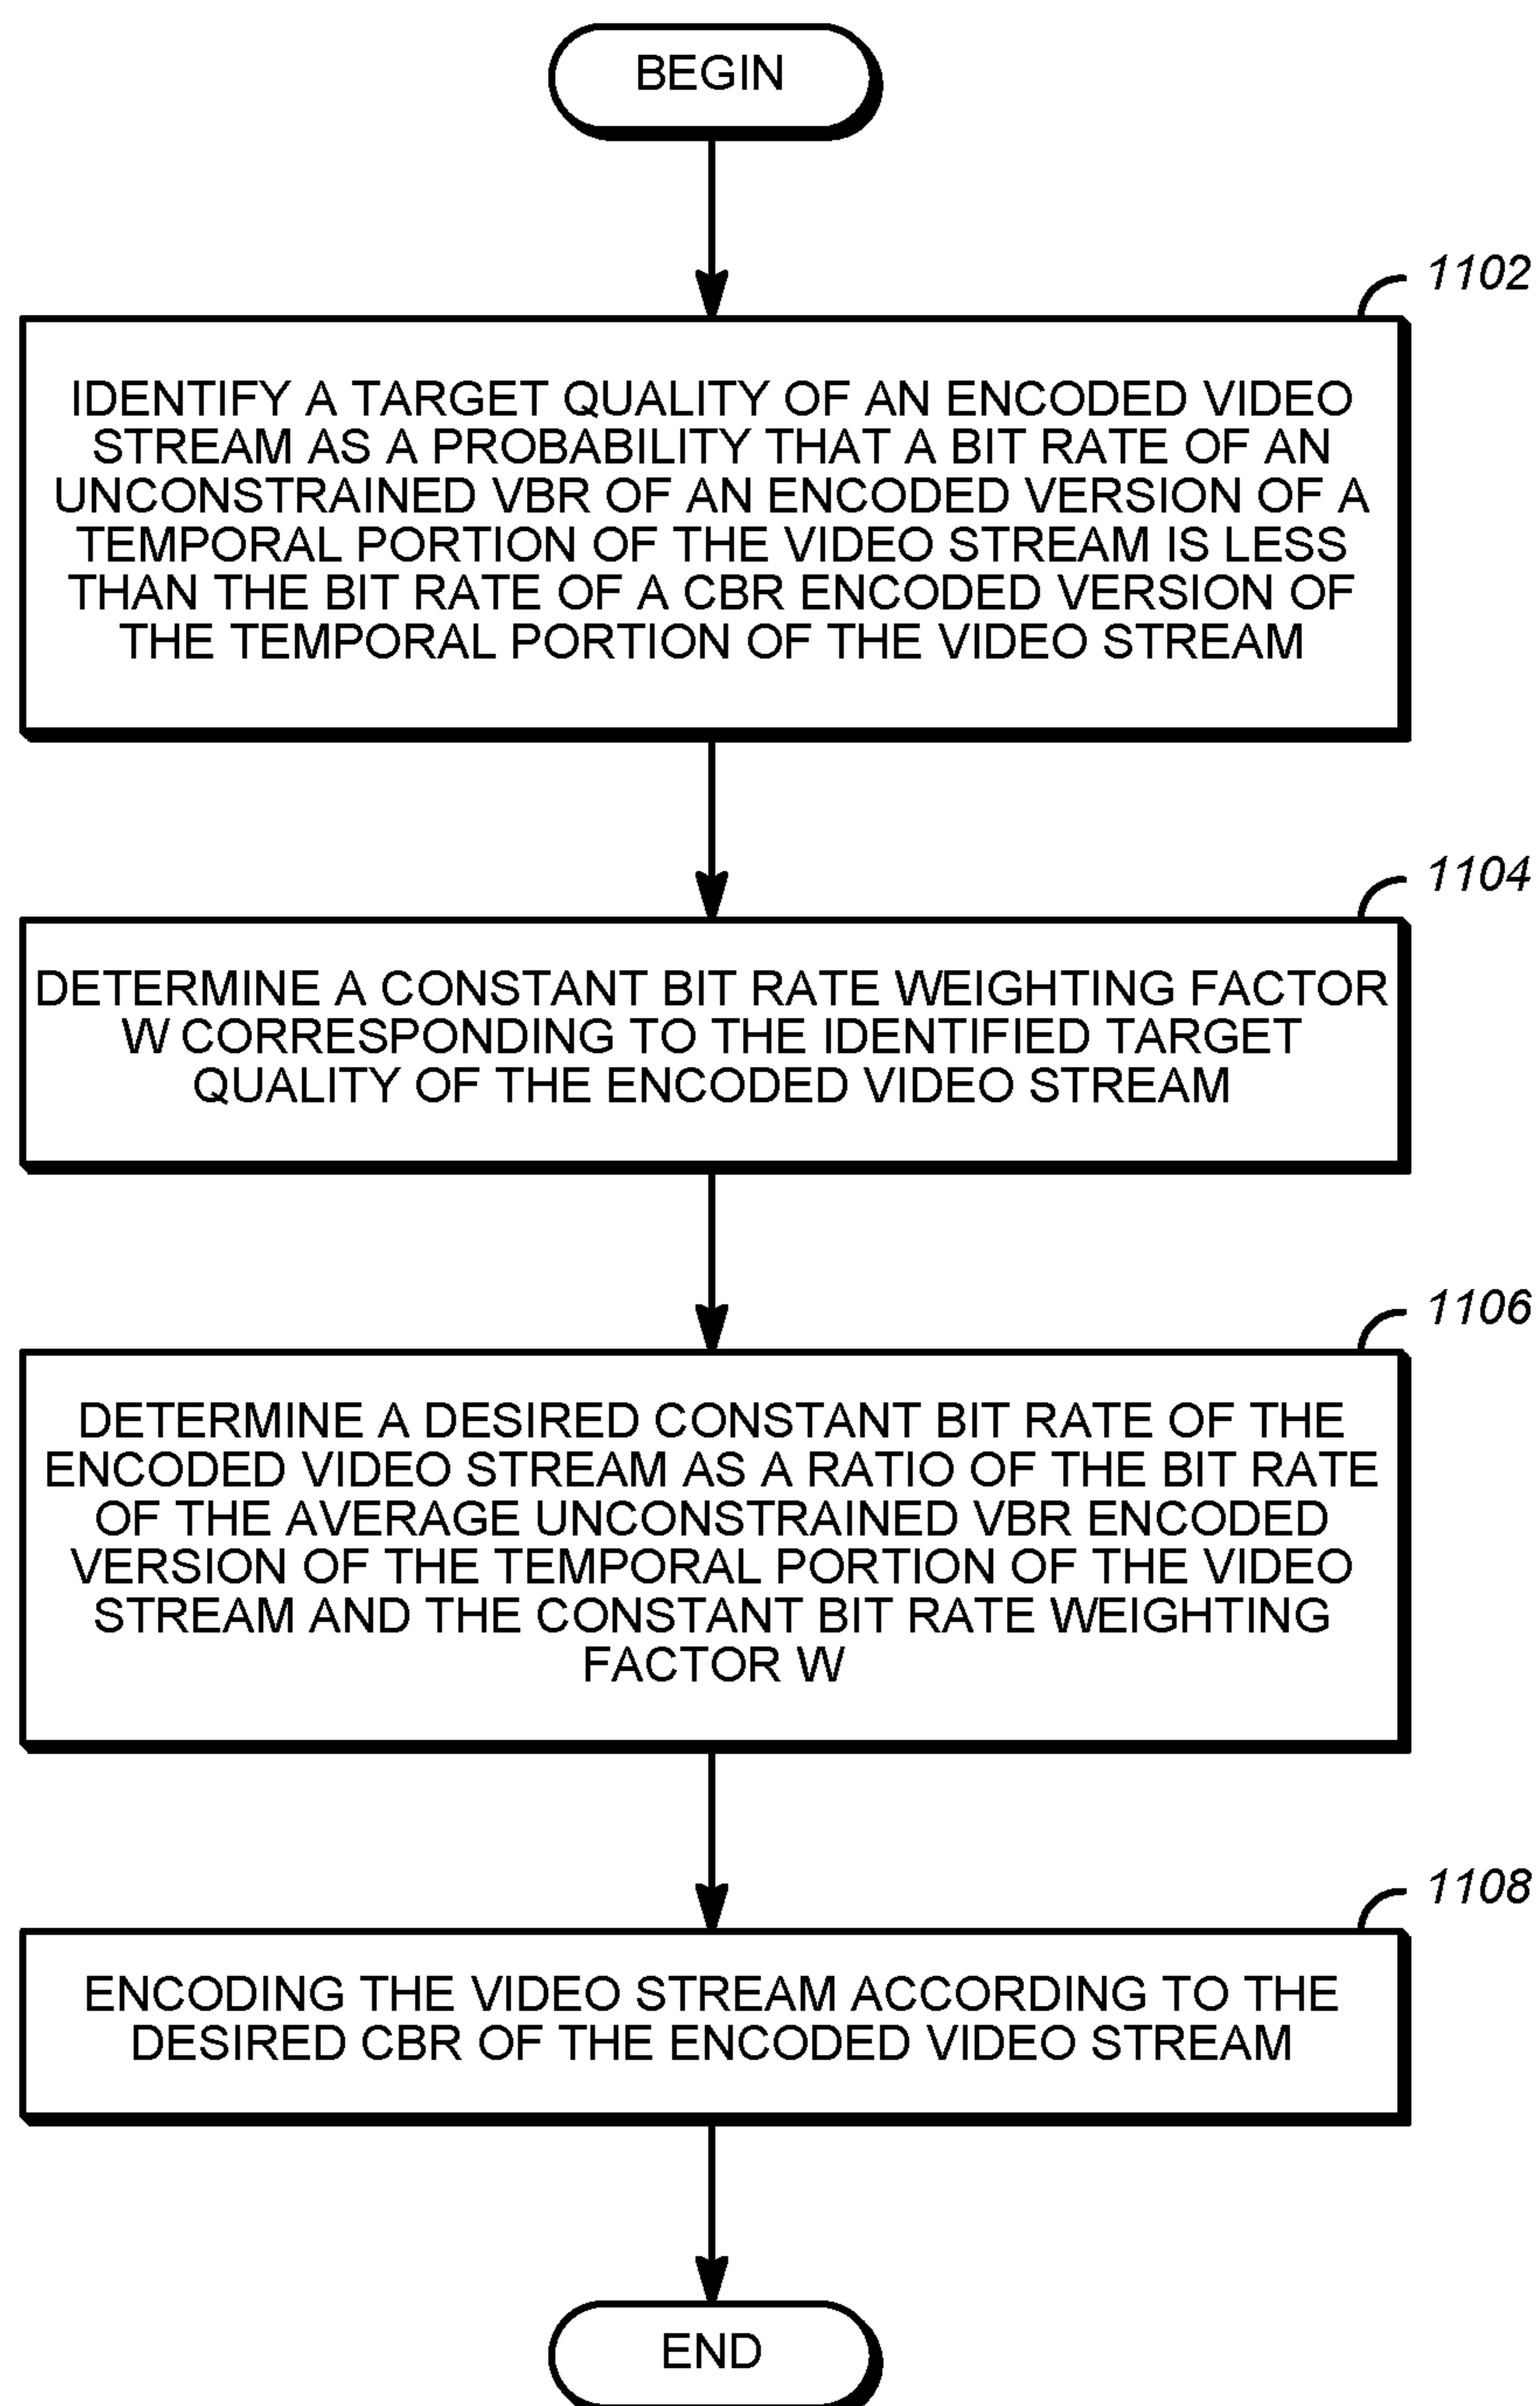 BEGIN
1102
IDENTIFY A TARGET QUALITY OF AN ENCODED VIDEO
STREAM AS A PROBABILITY THAT A BIT RATE OF AN
UNCONSTRAINED VBR OF AN ENCODED VERSION OF A
TEMPORAL PORTION OF THE VIDEO STREAM IS LESS
THAN THE BIT RATE OF A CBR ENCODED VERSION OF
THE TEMPORAL PORTION OF THE VIDEO STREAM
1104
DETERMINE A CONSTANT BIT RATE WEIGHTING FACTOR
W CORRESPONDING TO THE IDENTIFIED TARGET
QUALITY OF THE ENCODED VIDEO STREAM
1106
DETERMINE A DESIRED CONSTANT BIT RATE OF THE
ENCODED VIDEO STREAM AS A RATIO OF THE BIT RATE
OF THE AVERAGE UNCONSTRAINED VBR ENCODED
VERSION OF THE TEMPORAL PORTION OF THE VIDEO
STREAM AND THE CONSTANT BIT RATE WEIGHTING
FACTOR W
1108
ENCODING THE VIDEO STREAM ACCORDING TO THE
DESIRED CBR OF THE ENCODED VIDEO STREAM
END